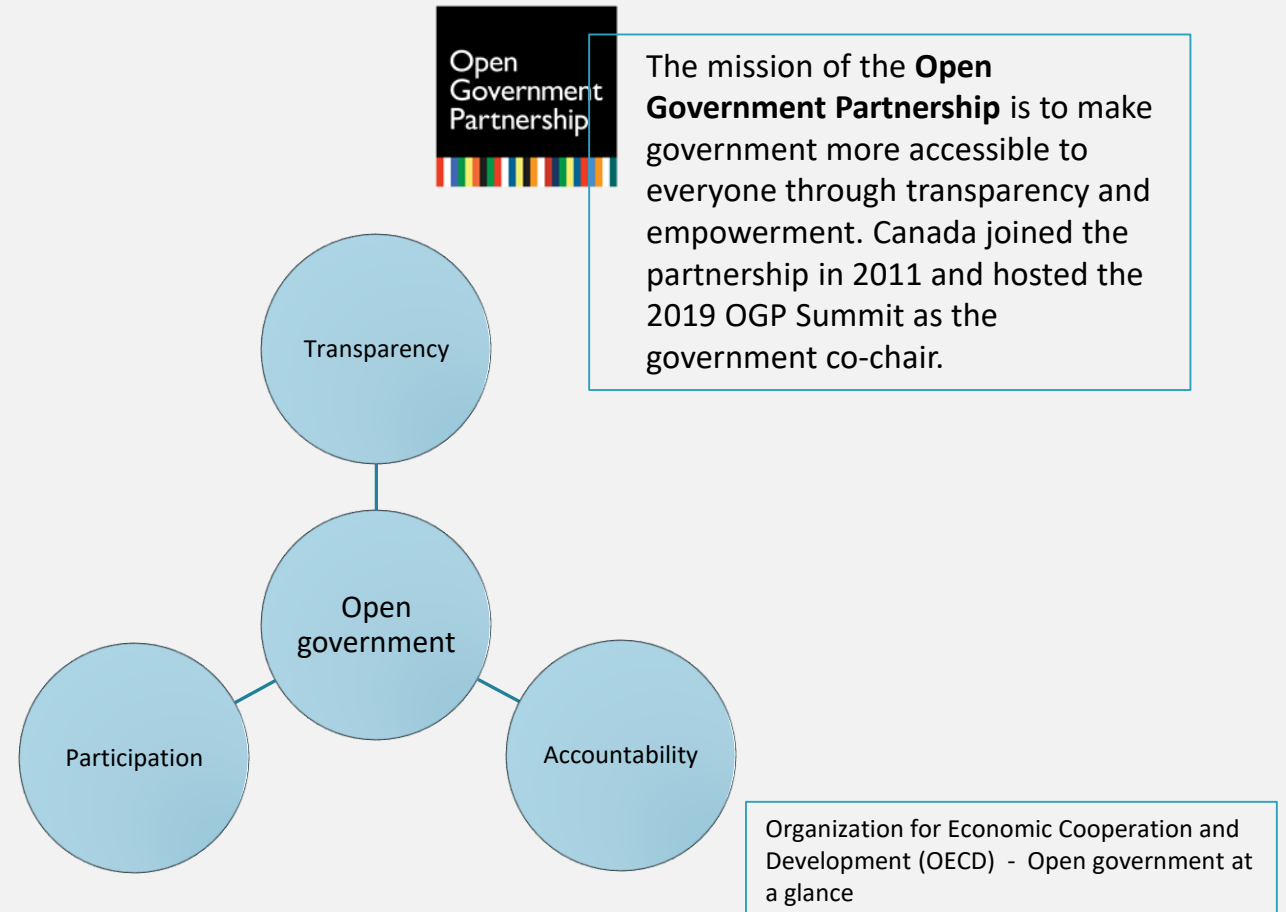 Open
Government
Partnership
The mission of the Open
Government Partnership is to make
government more accessible to
everyone through transparency and
empowerment. Canada joined the
partnership in 2011 and hosted the
2019 OGP Summit as the
government co-chair.
Transparency
Open
government
Participation
Accountability
Organization for Economic Cooperation and
Development (OECD) - Open government at
a glance